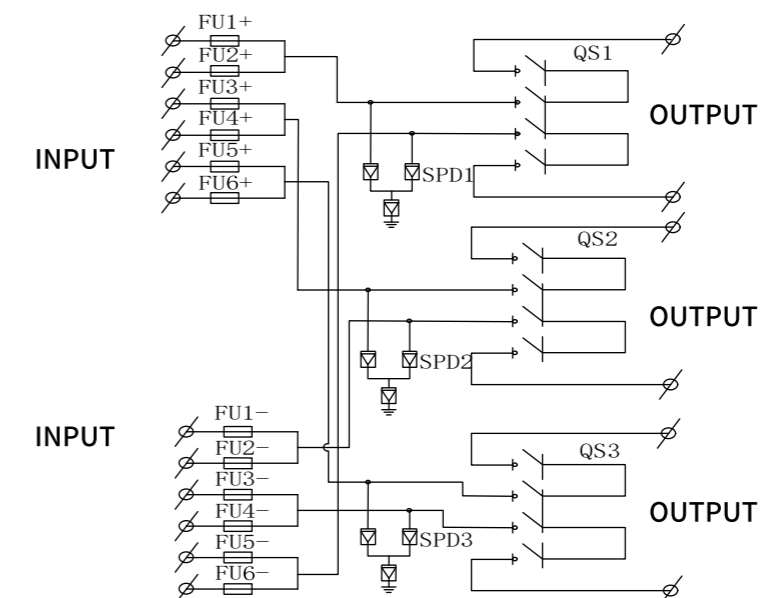 FU1+
FU2+
FU3+
FU4+
FU5+
FU6+
INPUT
QS1
OUTPUT
SPD1
QS2
OUTPUT
SPD2
INPUT
FU1-
FU2-
FU3-
FU4-
FU5-
FU6-
QS3
OUTPUT
SPD3